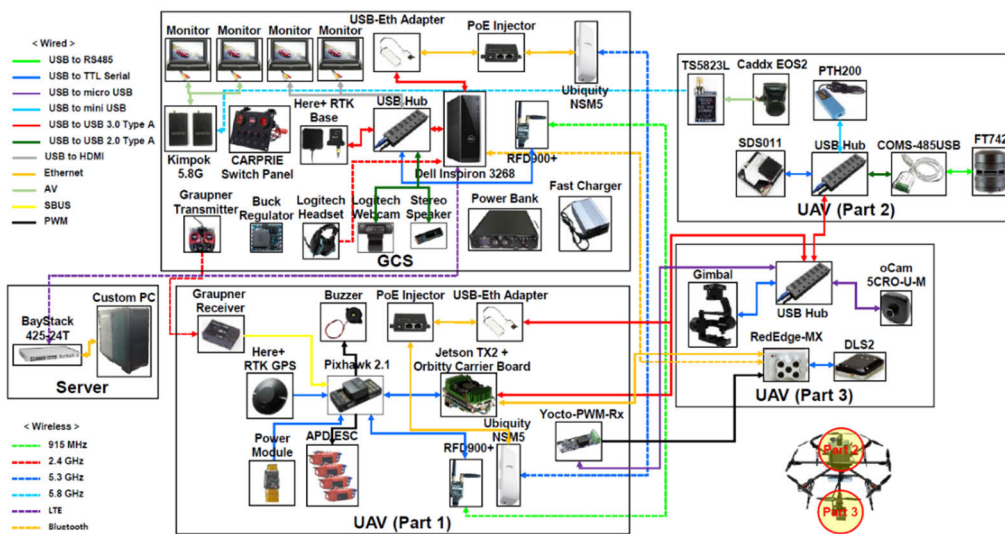 < Wired >
USB to RS485
USB to TTL Serial
USB to micro USB
USB to mini USB
USB to USB 3.0 Type A
USB to USB 2.0 Type A
USB to HDMI
Ethernet
AV
SBUS
PWM
Monitor
Monitor
Monitor
Monitor
USB-Eth Adapter
PoE Injector
Ubiquity
NSM5
Kimpok
5.8G
CARPRIE
Switch Panel
Here+ RTK
Base
USB Hub
Dell Inspiron 3268
RFD900+
Graupner
Transmitter
Buck
Regulator
Logitech
Headset
Logitech
Webcam
Stereo
Speaker
Power Bank
Fast Charger
GCS
TS5823L
Caddx EOS2
PTH200
SDS011
USB Hub
COMS-485USB
FT742
UAV (Part 2)
BayStack
425-24T
Custom PC
Server
Graupner
Receiver
Buzzer
PoE Injector
USB-Eth Adapter
Here+
RTK GPS
Pixhawk 2.1
Jetson TX2 +
Orbitty Carrier Board
Power
Module
APD ESC
RFD900+
Ubiquity
NSM5
UAV (Part 1)
Yocto-PWM-Rx
Gimbal
USB Hub
oCam
5CRO-U-M
RedEdge-MX
DLS2
UAV (Part 3)
< Wireless >
915 MHz
2.4 GHz
5.3 GHz
5.8 GHz
LTE
Bluetooth
Part 2
Part 3